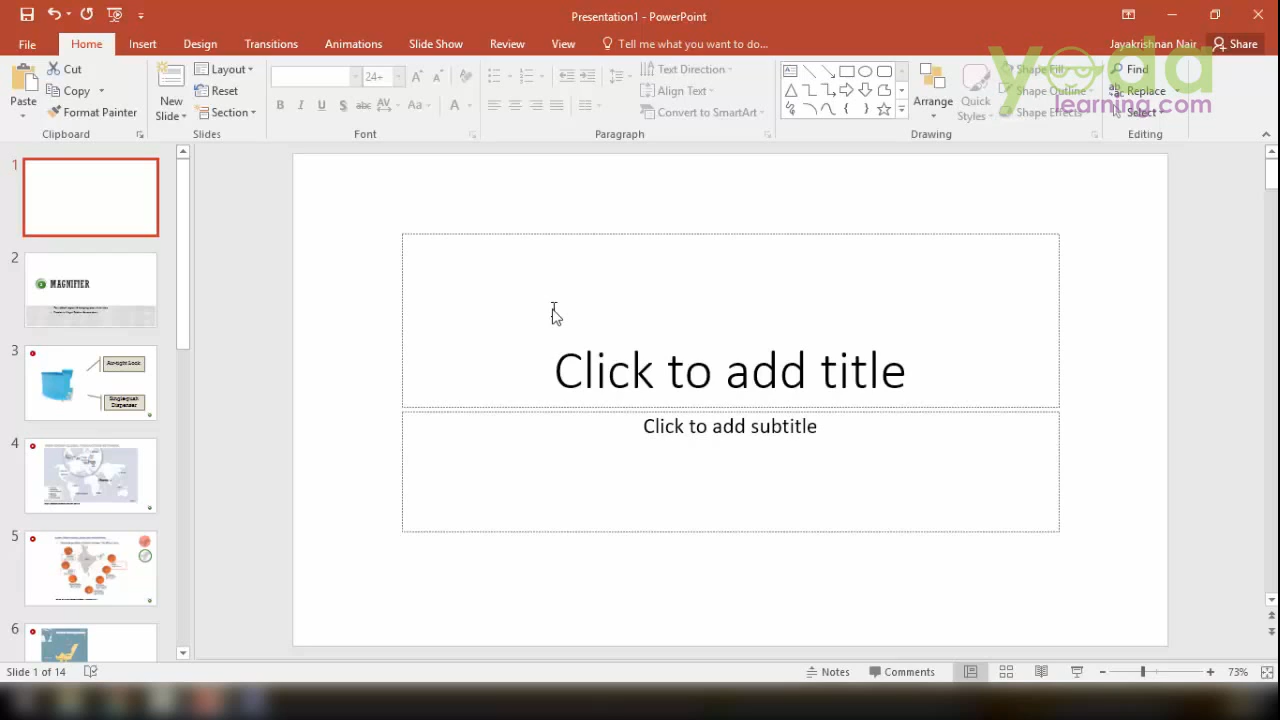 Presentation1 - PowerPoint
File Home Insert Design Transitions Animations Slide Show Review View Tell me what you want to do... Jayakrishnan Nair Share
Paste Cut Copy Format Painter
Clipboard
New Slide Layout Reset Section
Slides
24+
B I U S abc AV Aa A
Font
Text Direction
Align Text
Convert to SmartArt
Paragraph
Arrange Quick Styles
Shape Fill
Shape Outline
Shape Effects
Drawing
Find
Replace
Select
Editing
yoda
learning.com
1
2
MAGNIFIER
3
Air-tight Lock
Dispenser
4
5
6
Click to add title
Click to add subtitle
Slide 1 of 14 Notes Comments 73%